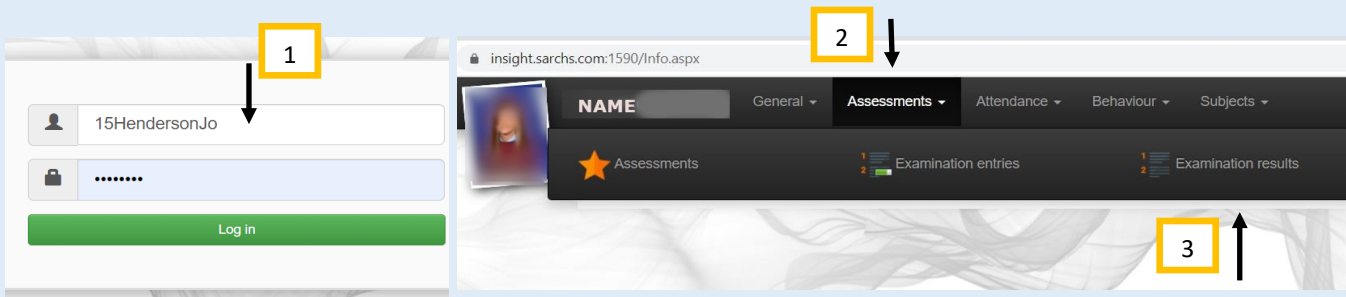 1
15HendersonJo
••••••••
Log in
2
insight.sarchs.com:1590/Info.aspx
NAME
General Assessments Attendance Behaviour Subjects
Assessments Examination entries Examination results
3